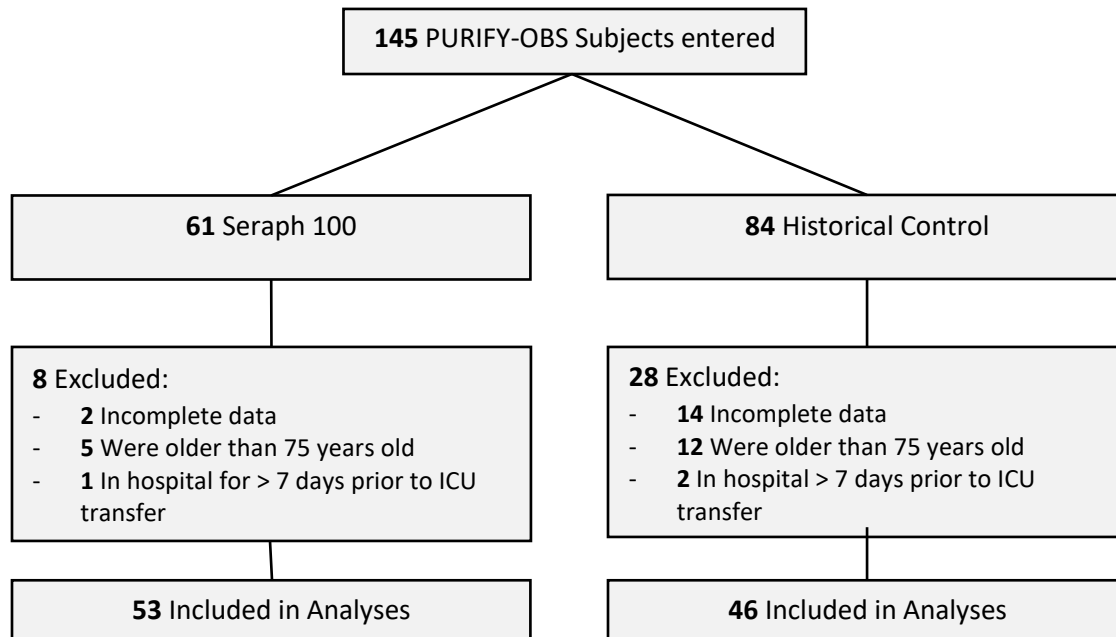 145 PURIFY-OBS Subjects entered
61 Seraph 100
84 Historical Control
8 Excluded:
- 2 Incomplete data
- 5 Were older than 75 years old
- 1 In hospital for > 7 days prior to ICU
transfer
28 Excluded:
- 14 Incomplete data
- 12 Were older than 75 years old
- 2 In hospital > 7 days prior to ICU
transfer
53 Included in Analyses
46 Included in Analyses